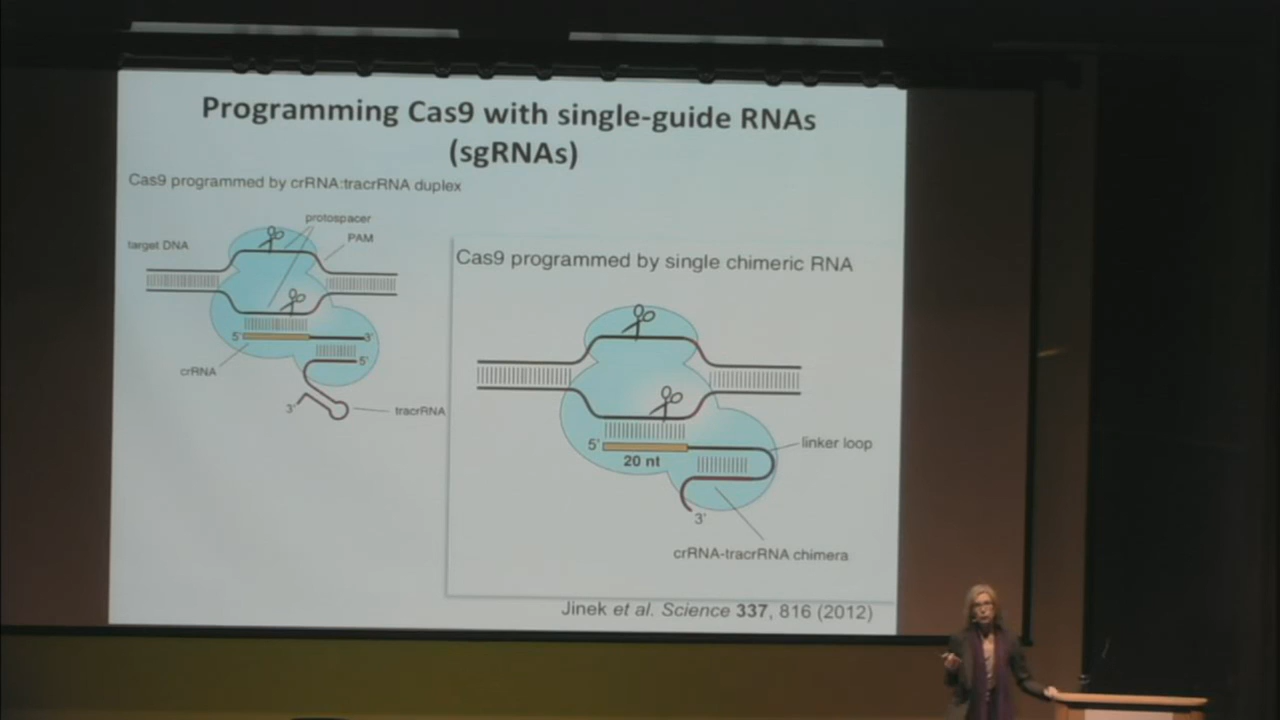 Programming Cas9 with single-guide RNAs
(sgRNAs)
Cas9 programmed by crRNA:tracrRNA duplex
protospacer
PAM
target DNA
5'
3'
5'
crRNA
3'
tracrRNA
Cas9 programmed by single chimeric RNA
5'
20 nt
linker loop
3'
crRNA-tracrRNA chimera
Jinek et al. Science 337, 816 (2012)